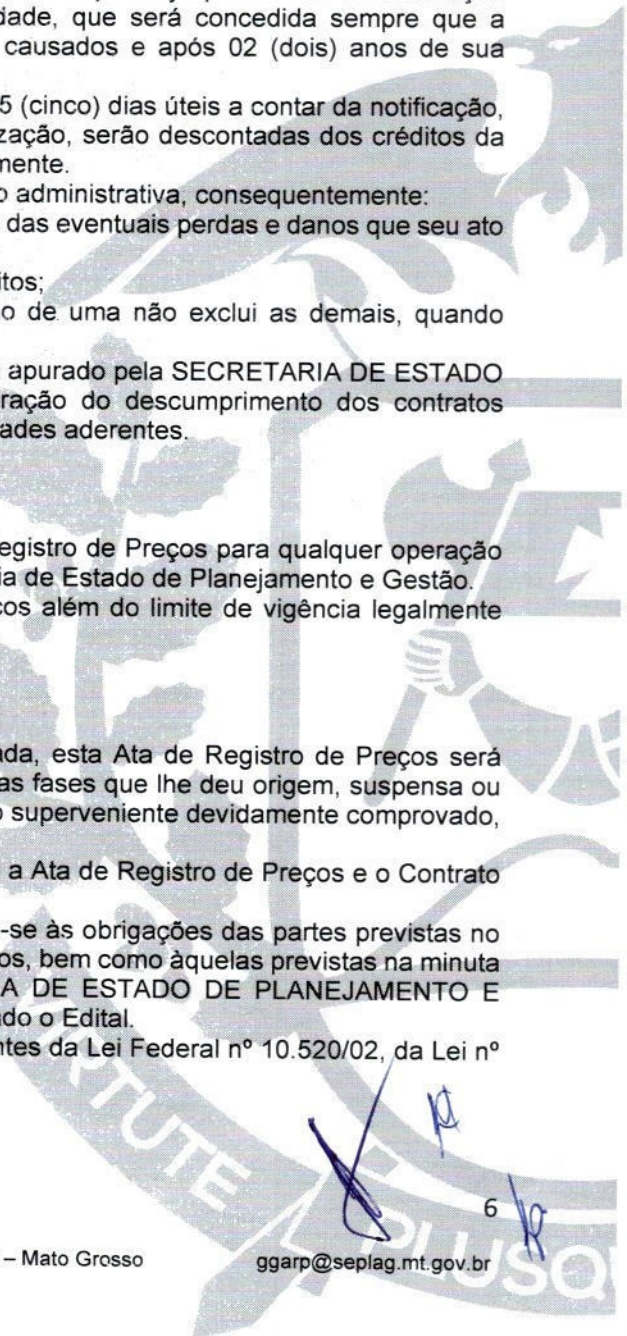 dade, que será concedida sempre que a
causados e após 02 (dois) anos de sua
5 (cinco) dias úteis a contar da notificação,
zação, serão descontadas dos créditos da
mente.
o administrativa, consequentemente:
das eventuais perdas e danos que seu ato
itos;
o de uma não exclui as demais, quando
apurado pela SECRETARIA DE ESTADO
ração do descumprimento dos contratos
dades aderentes.
egistro de Preços para qualquer operação
ia de Estado de Planejamento e Gestão.
ços além do limite de vigência legalmente
ada, esta Ata de Registro de Preços será
as fases que lhe deu origem, suspensa ou
o superveniente devidamente comprovado,
a Ata de Registro de Preços e o Contrato
-se às obrigações das partes previstas no
os, bem como àquelas previstas na minuta
A DE ESTADO DE PLANEJAMENTO E
ndo o Edital.
ntes da Lei Federal nº 10.520/02, da Lei nº
VIRTUTE
PLUSQ
6
– Mato Grosso ggarp@seplag.mt.gov.br